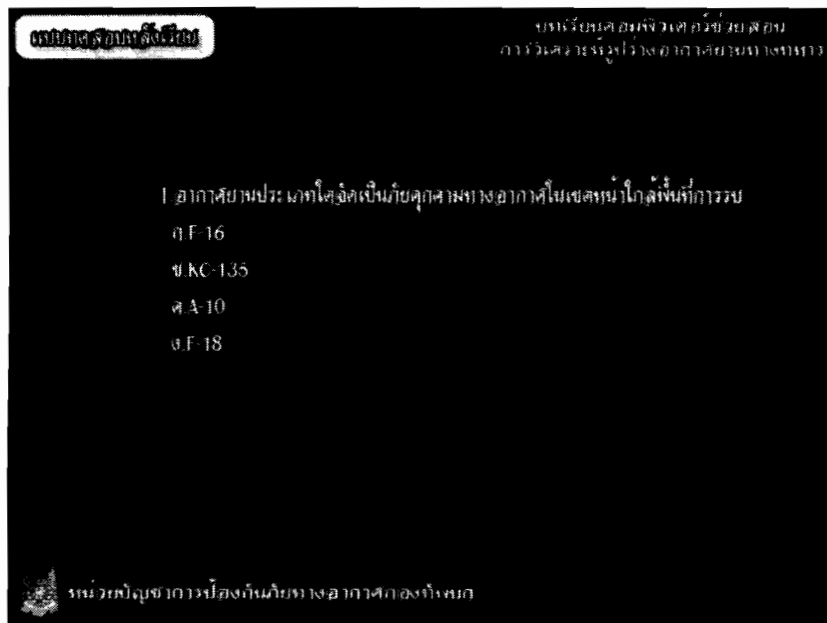 แบบทดสอบหลังเรียน
บทเรียนคอมพิวเตอร์ช่วยสอน
การวิเคราะห์รูปร่างอากาศยานทางทหาร
1.อากาศยานประเภทใดจัดเป็นภัยคุกคามทางอากาศในเขตหน้าใกล้พื้นที่การรบ
ก.F-16
ข.KC-135
ค.A-10
ง.F-18
หน่วยบัญชาการป้องกันภัยทางอากาศกองทัพบก